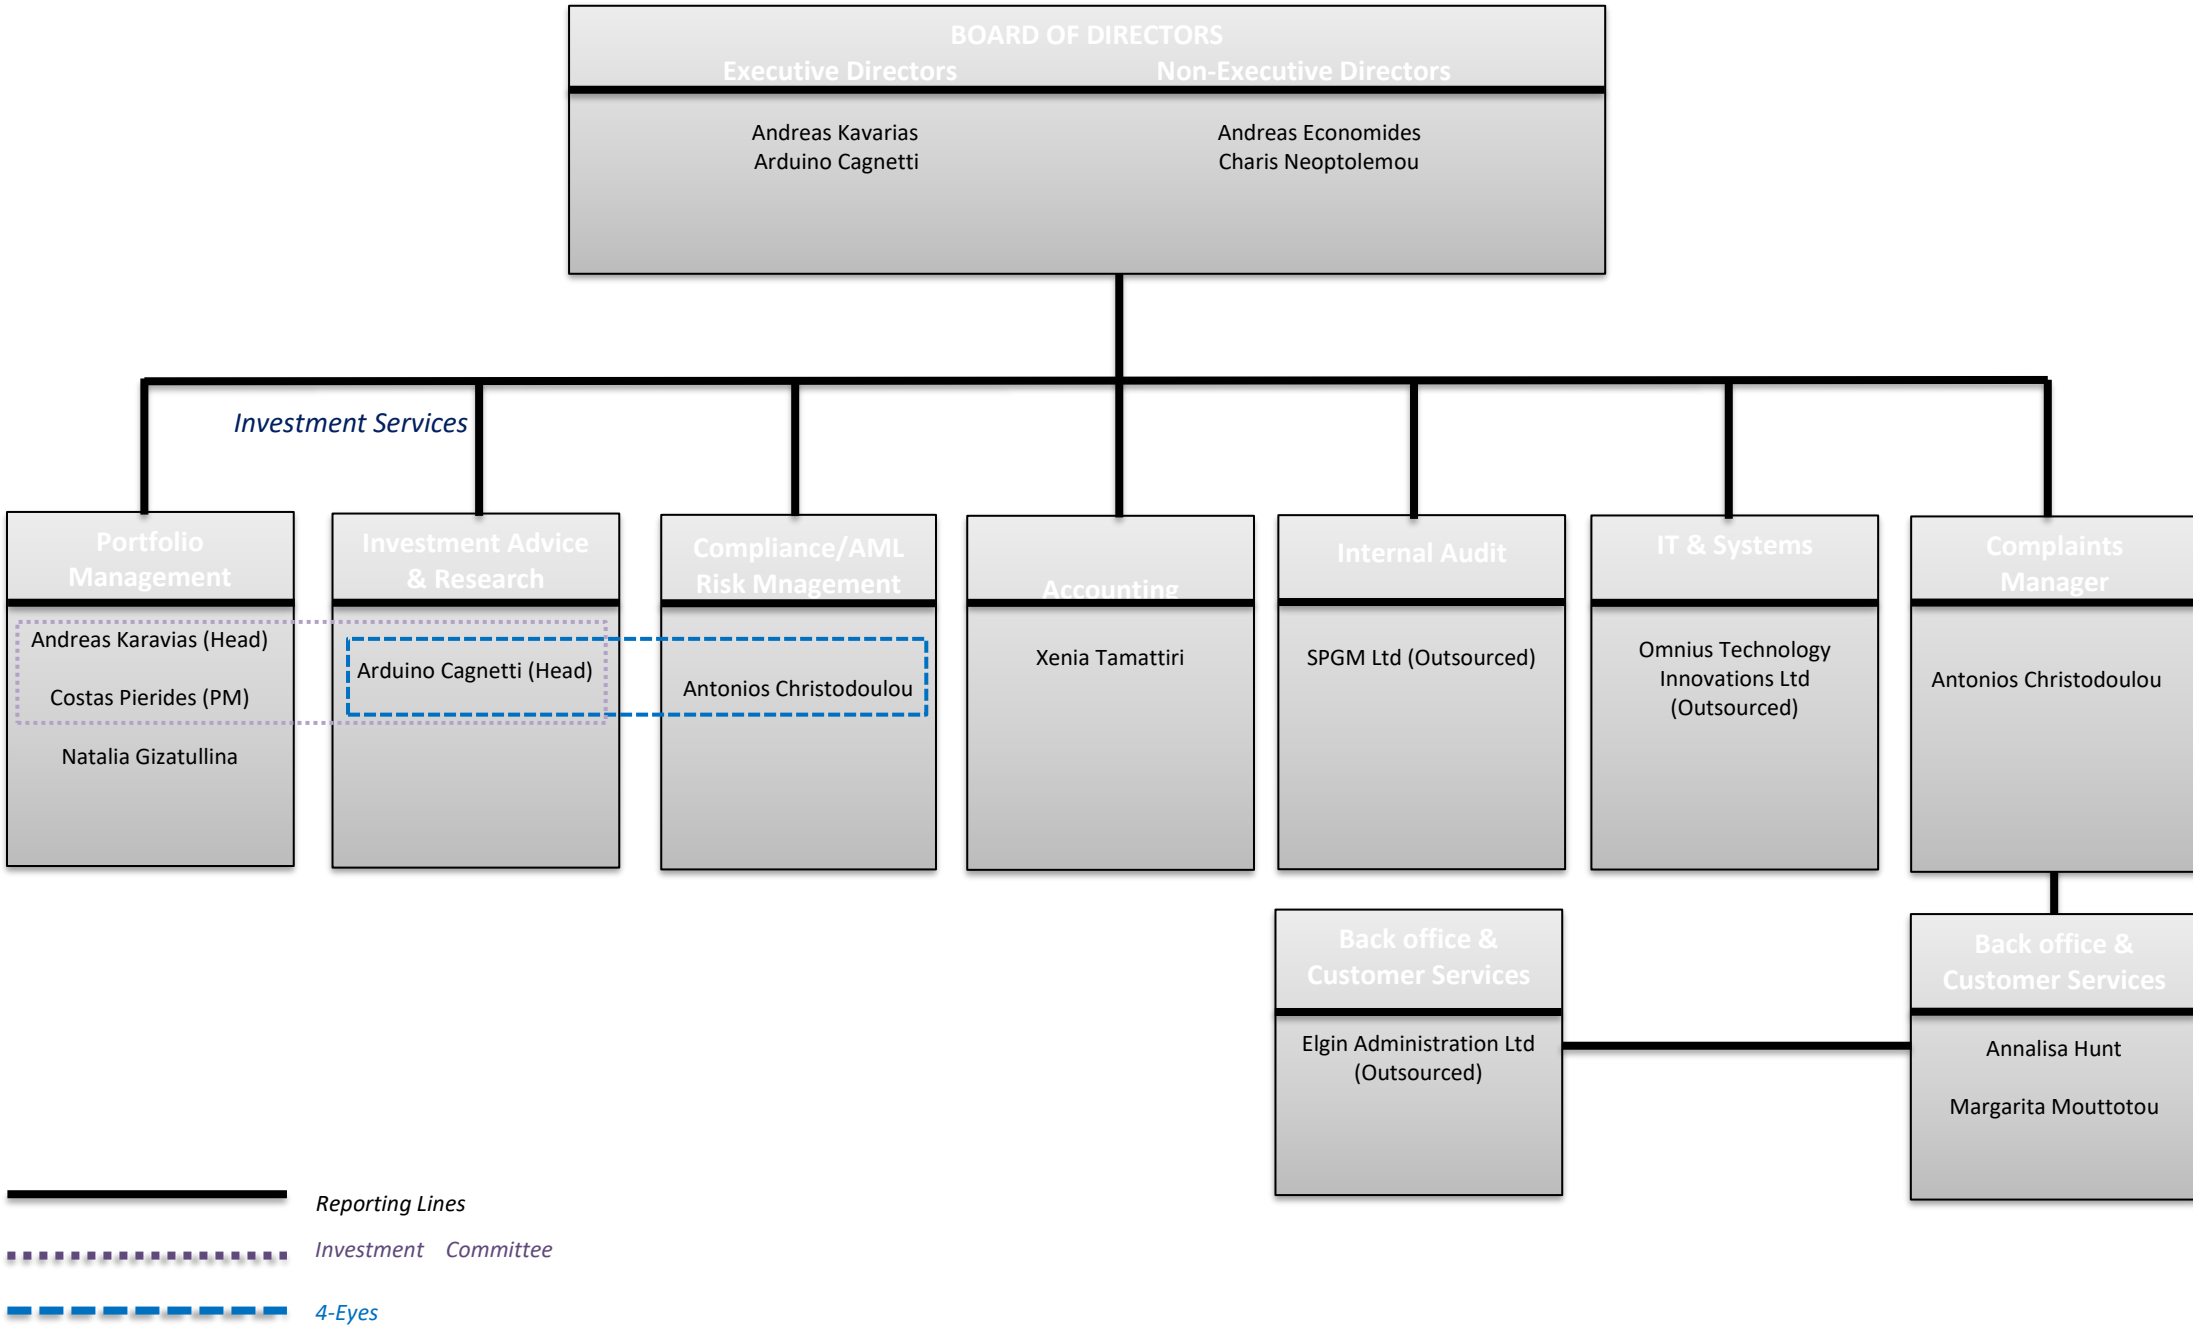 BOARD OF DIRECTORS
Executive Directors Non-Executive Directors
Andreas Kavarias Andreas Economides
Arduino Cagnetti Charis Neoptolemou
Investment Services
Portfolio
Management
Andreas Karavias (Head)
Costas Pierides (PM)
Natalia Gizatullina
Investment Advice
& Research
Arduino Cagnetti (Head)
Compliance/AML
Risk Mnagement
Antonios Christodoulou
Accounting
Xenia Tamattiri
Internal Audit
SPGM Ltd (Outsourced)
IT & Systems
Omnius Technology
Innovations Ltd
(Outsourced)
Complaints
Manager
Antonios Christodoulou
Back office &
Customer Services
Elgin Administration Ltd
(Outsourced)
Back office &
Customer Services
Annalisa Hunt
Margarita Mouttotou
Reporting Lines
Investment Committee
4-Eyes